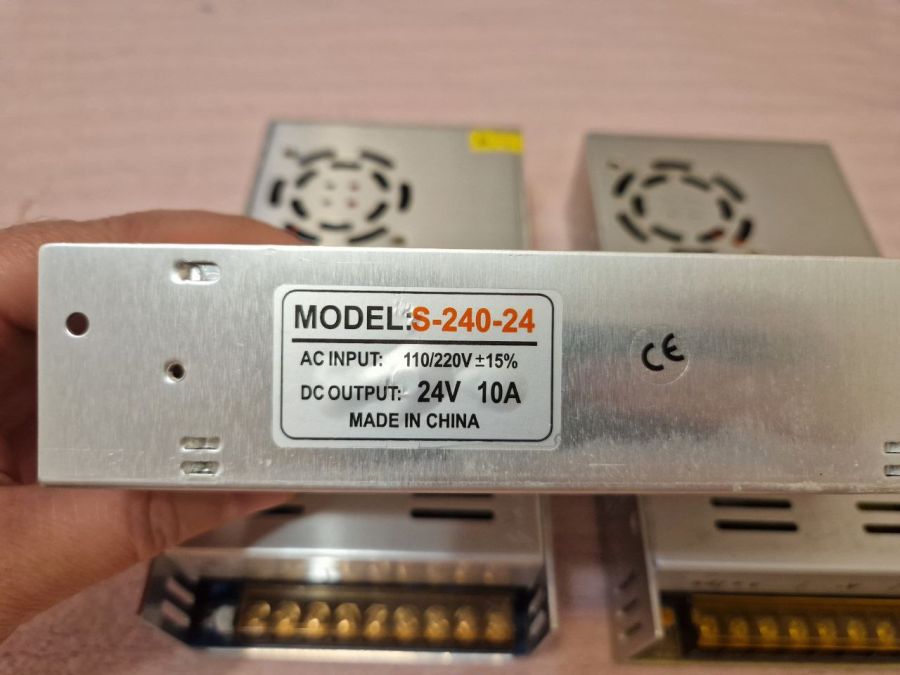 MODEL:S-240-24
AC INPUT: 110/220V ±15%
DC OUTPUT: 24V 10A
MADE IN CHINA
CE